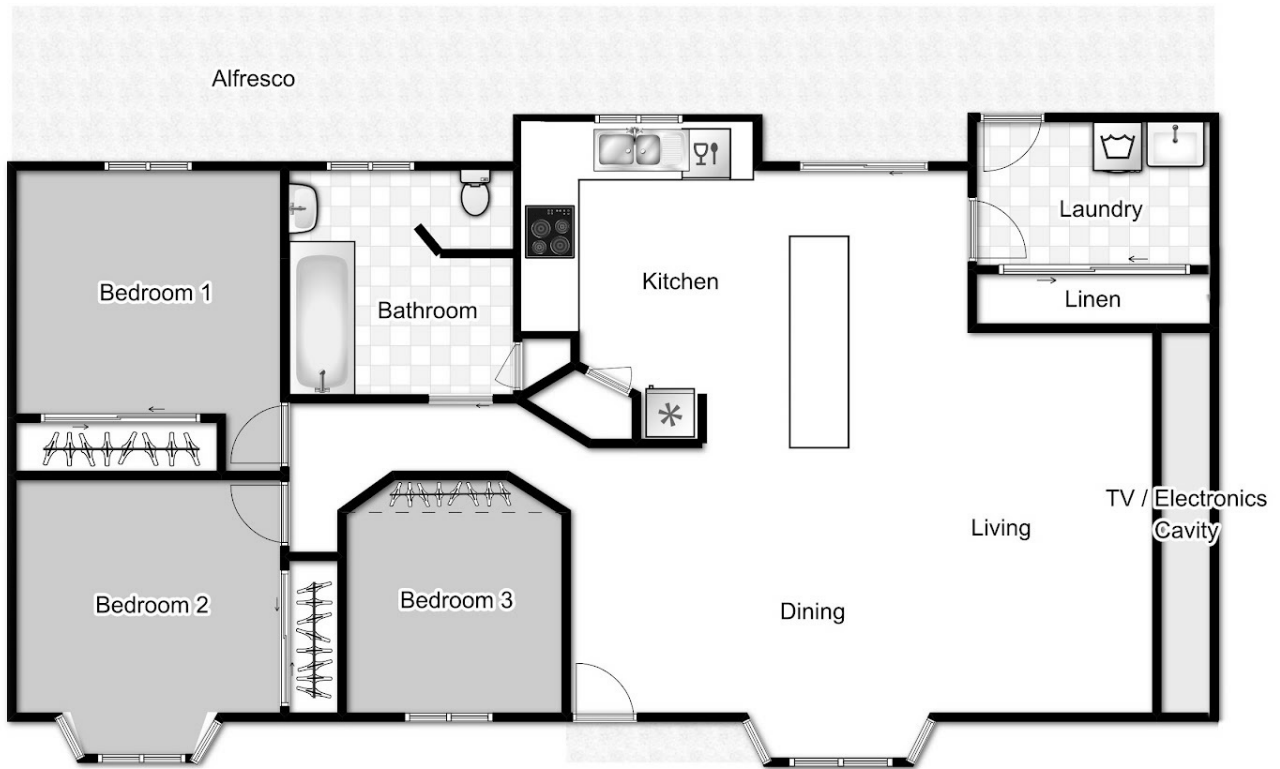 Alfresco
Laundry
Kitchen
Bedroom 1
Linen
Bathroom
TV / Electronics
Cavity
Living
Bedroom 3
Bedroom 2
Dining